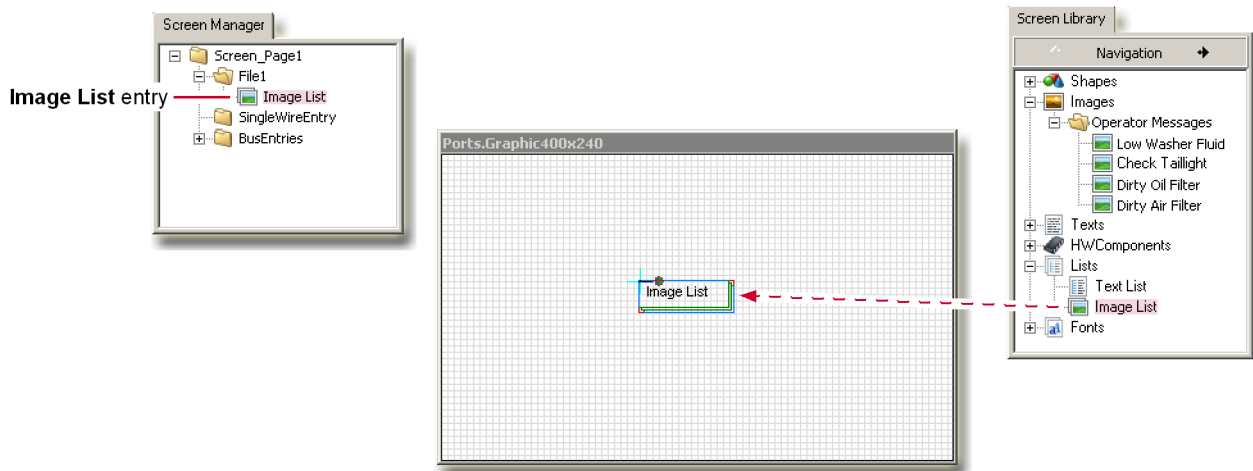 Screen Manager
Screen_Page1
File1
Image List
SingleWireEntry
BusEntries
Image List entry
Ports.Graphic400x240
Image List
Screen Library
Navigation
Shapes
Images
Operator Messages
Low Washer Fluid
Check Taillight
Dirty Oil Filter
Dirty Air Filter
Texts
HWComponents
Lists
Text List
Image List
Fonts